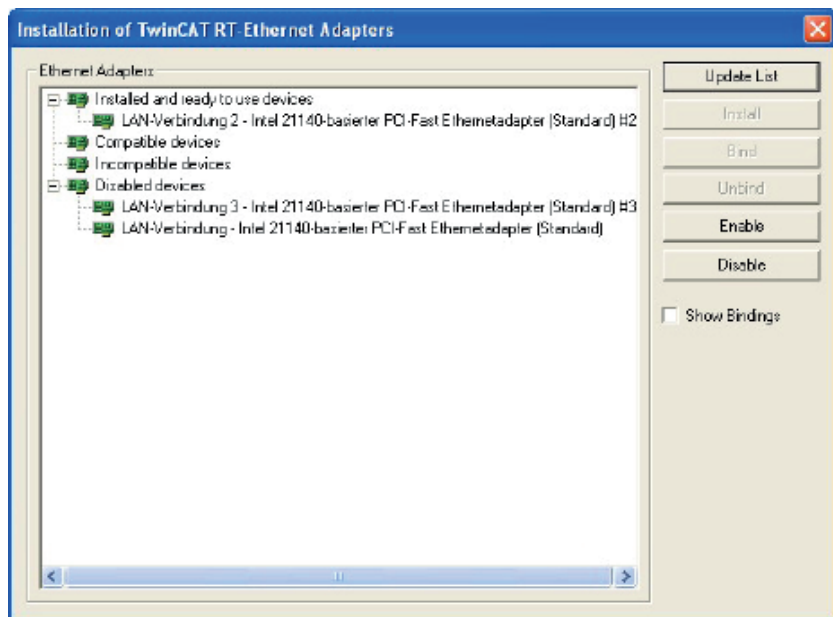 Installation of TwinCAT RT-Ethernet Adapters
Ethernet Adapters
Installed and ready to use devices
LAN-Verbindung 2 - Intel 21140-basierter PCI-Fast Ethernetadapter (Standard) #2
Compatible devices
Incompatible devices
Disabled devices
LAN-Verbindung 3 - Intel 21140-basierter PCI-Fast Ethernetadapter (Standard) #3
LAN-Verbindung - Intel 21140-basierter PCI-Fast Ethernetadapter (Standard)
Update List
Install
Bind
Unbind
Enable
Disable
Show Bindings